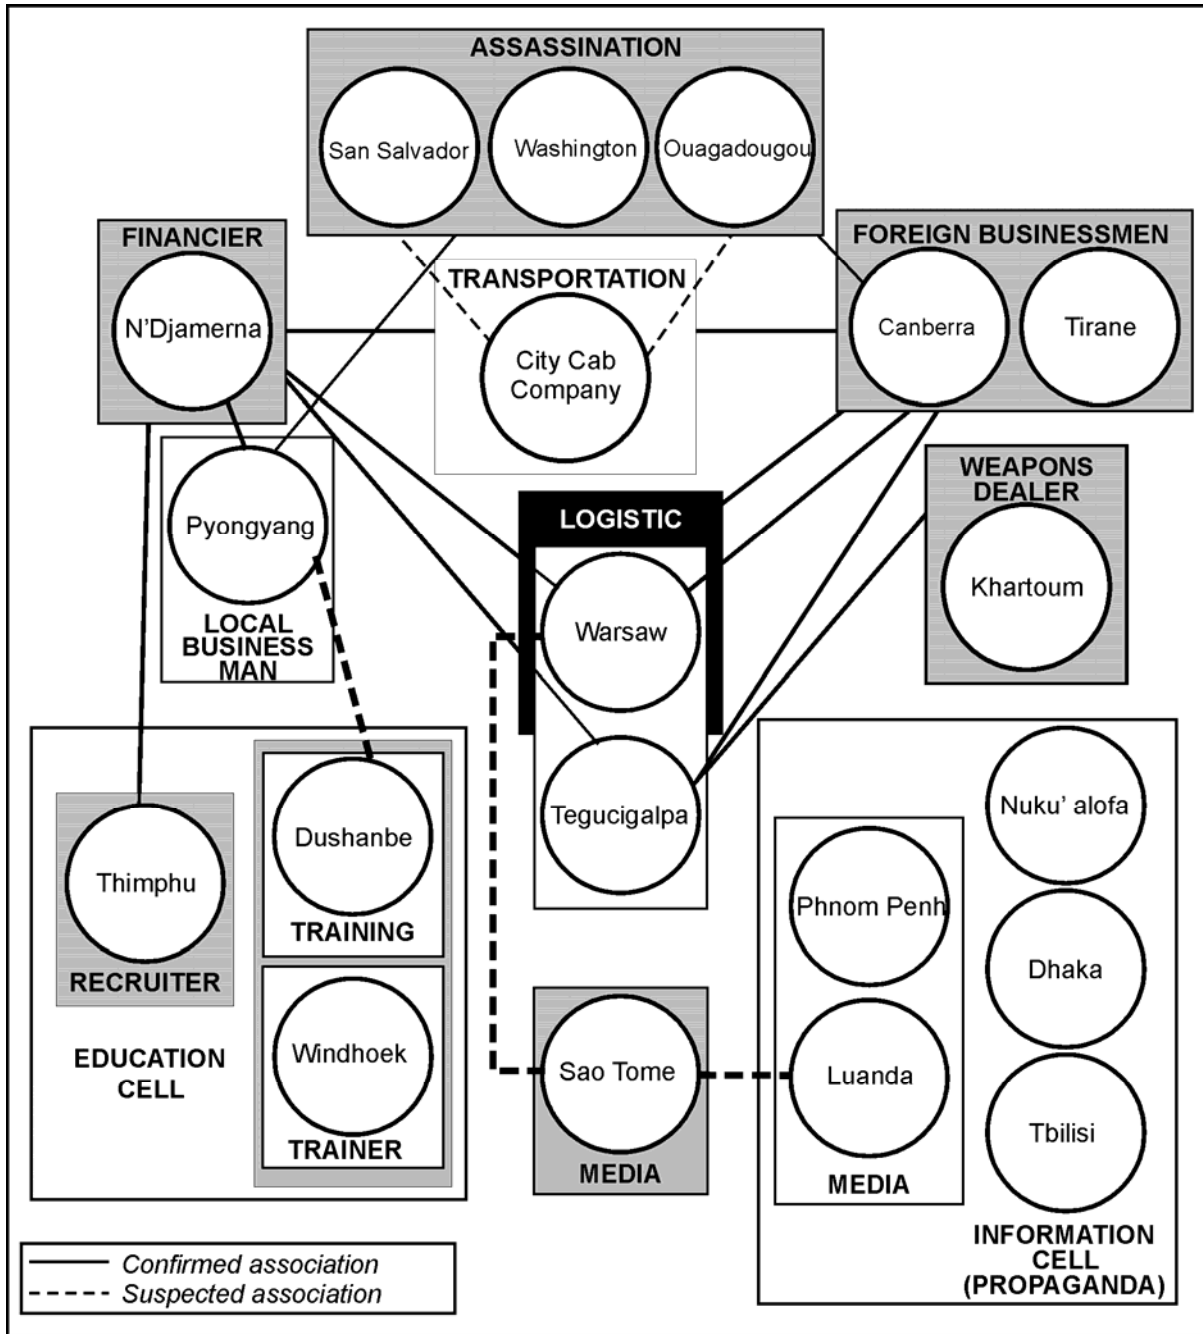 ASSASSINATION
San Salvador
Washington
Ouagadougou
FINANCIER
N'Djamerna
TRANSPORTATION
City Cab
Company
FOREIGN BUSINESSMEN
Canberra
Tirane
Pyongyang
LOCAL
BUSINESS
MAN
LOGISTIC
Warsaw
Tegucigalpa
WEAPONS
DEALER
Khartoum
Thimphu
RECRUITER
EDUCATION
CELL
Dushanbe
TRAINING
Windhoek
TRAINER
Sao Tome
MEDIA
Phnom Penh
Luanda
MEDIA
Nuku' alofa
Dhaka
Tbilisi
INFORMATION
CELL
(PROPAGANDA)
Confirmed association
Suspected association